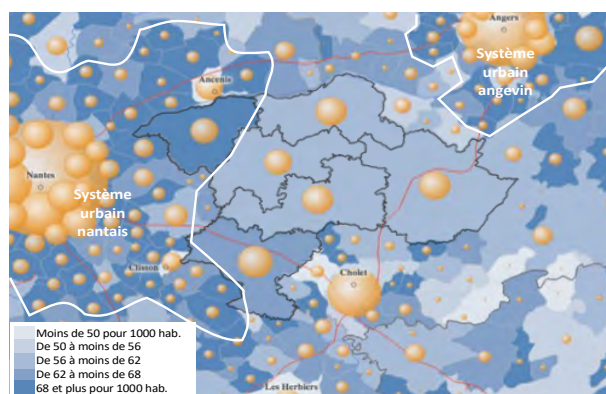 Angers
Système
urbain
angevin
Ancenis
Nantes
Système
urbain
nantais
Clisson
Cholet
Les Herbiers
Moins de 50 pour 1000 hab.
De 50 à moins de 56
De 56 à moins de 62
De 62 à moins de 68
68 et plus pour 1000 hab.